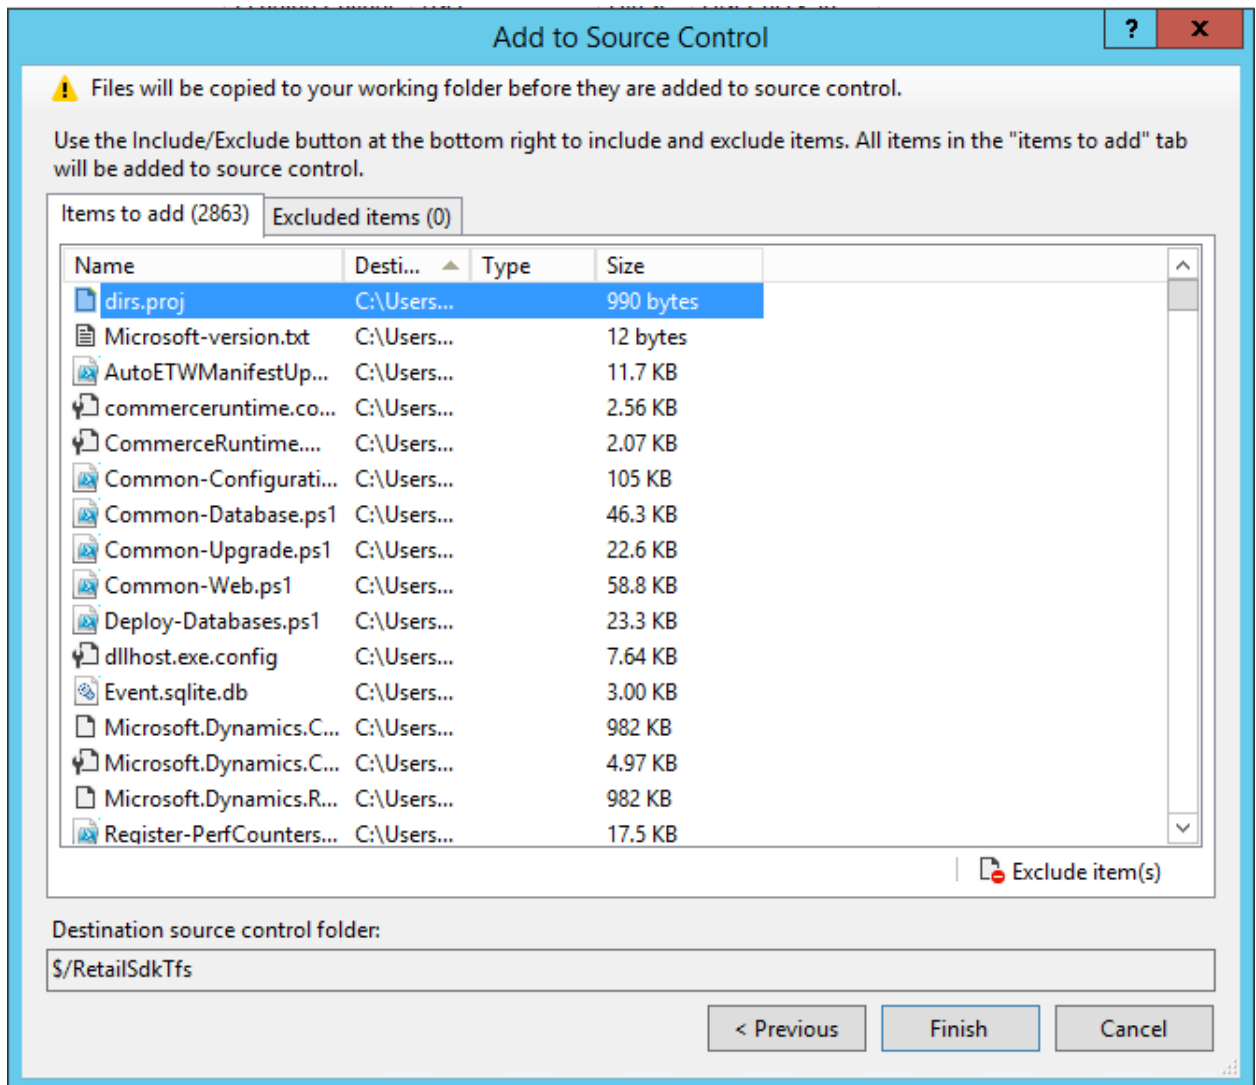 Add to Source Control
?
x
Files will be copied to your working folder before they are added to source control.
Use the Include/Exclude button at the bottom right to include and exclude items. All items in the "items to add" tab
will be added to source control.
Items to add (2863) Excluded items (0)
Name Desti... Type Size
dirs.proj C:\Users... 990 bytes
Microsoft-version.txt C:\Users... 12 bytes
AutoETWManifestUp... C:\Users... 11.7 KB
commerceruntime.co... C:\Users... 2.56 KB
CommerceRuntime.... C:\Users... 2.07 KB
Common-Configurati... C:\Users... 105 KB
Common-Database.ps1 C:\Users... 46.3 KB
Common-Upgrade.ps1 C:\Users... 22.6 KB
Common-Web.ps1 C:\Users... 58.8 KB
Deploy-Databases.ps1 C:\Users... 23.3 KB
dllhost.exe.config C:\Users... 7.64 KB
Event.sqlite.db C:\Users... 3.00 KB
Microsoft.Dynamics.C... C:\Users... 982 KB
Microsoft.Dynamics.C... C:\Users... 4.97 KB
Microsoft.Dynamics.R... C:\Users... 982 KB
Register-PerfCounters... C:\Users... 17.5 KB
Exclude item(s)
Destination source control folder:
$/RetailSdkTfs
< Previous Finish Cancel